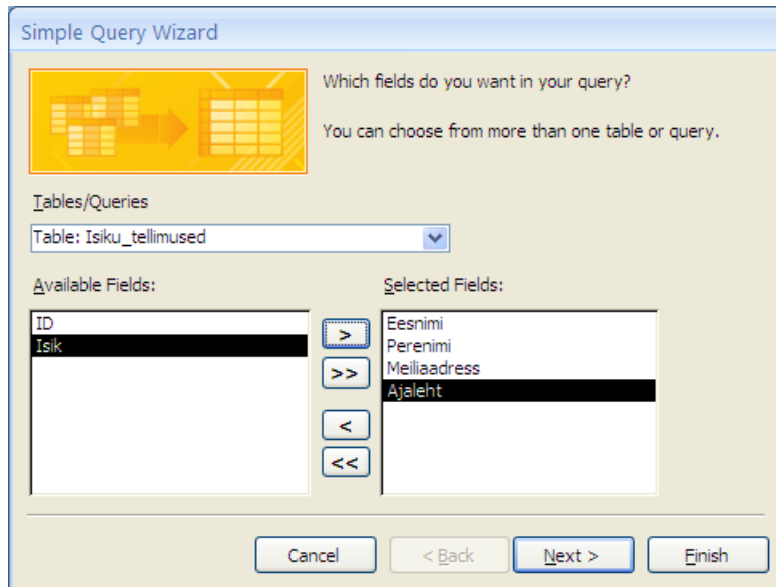 Simple Query Wizard
Which fields do you want in your query?
You can choose from more than one table or query.
Tables/Queries
Table: Isiku_tellimused
Available Fields:
ID
Isik
>
>>
<
<<
Selected Fields:
Eesnimi
Perenimi
Meiliaadress
Ajaleht
Cancel
< Back
Next >
Finish